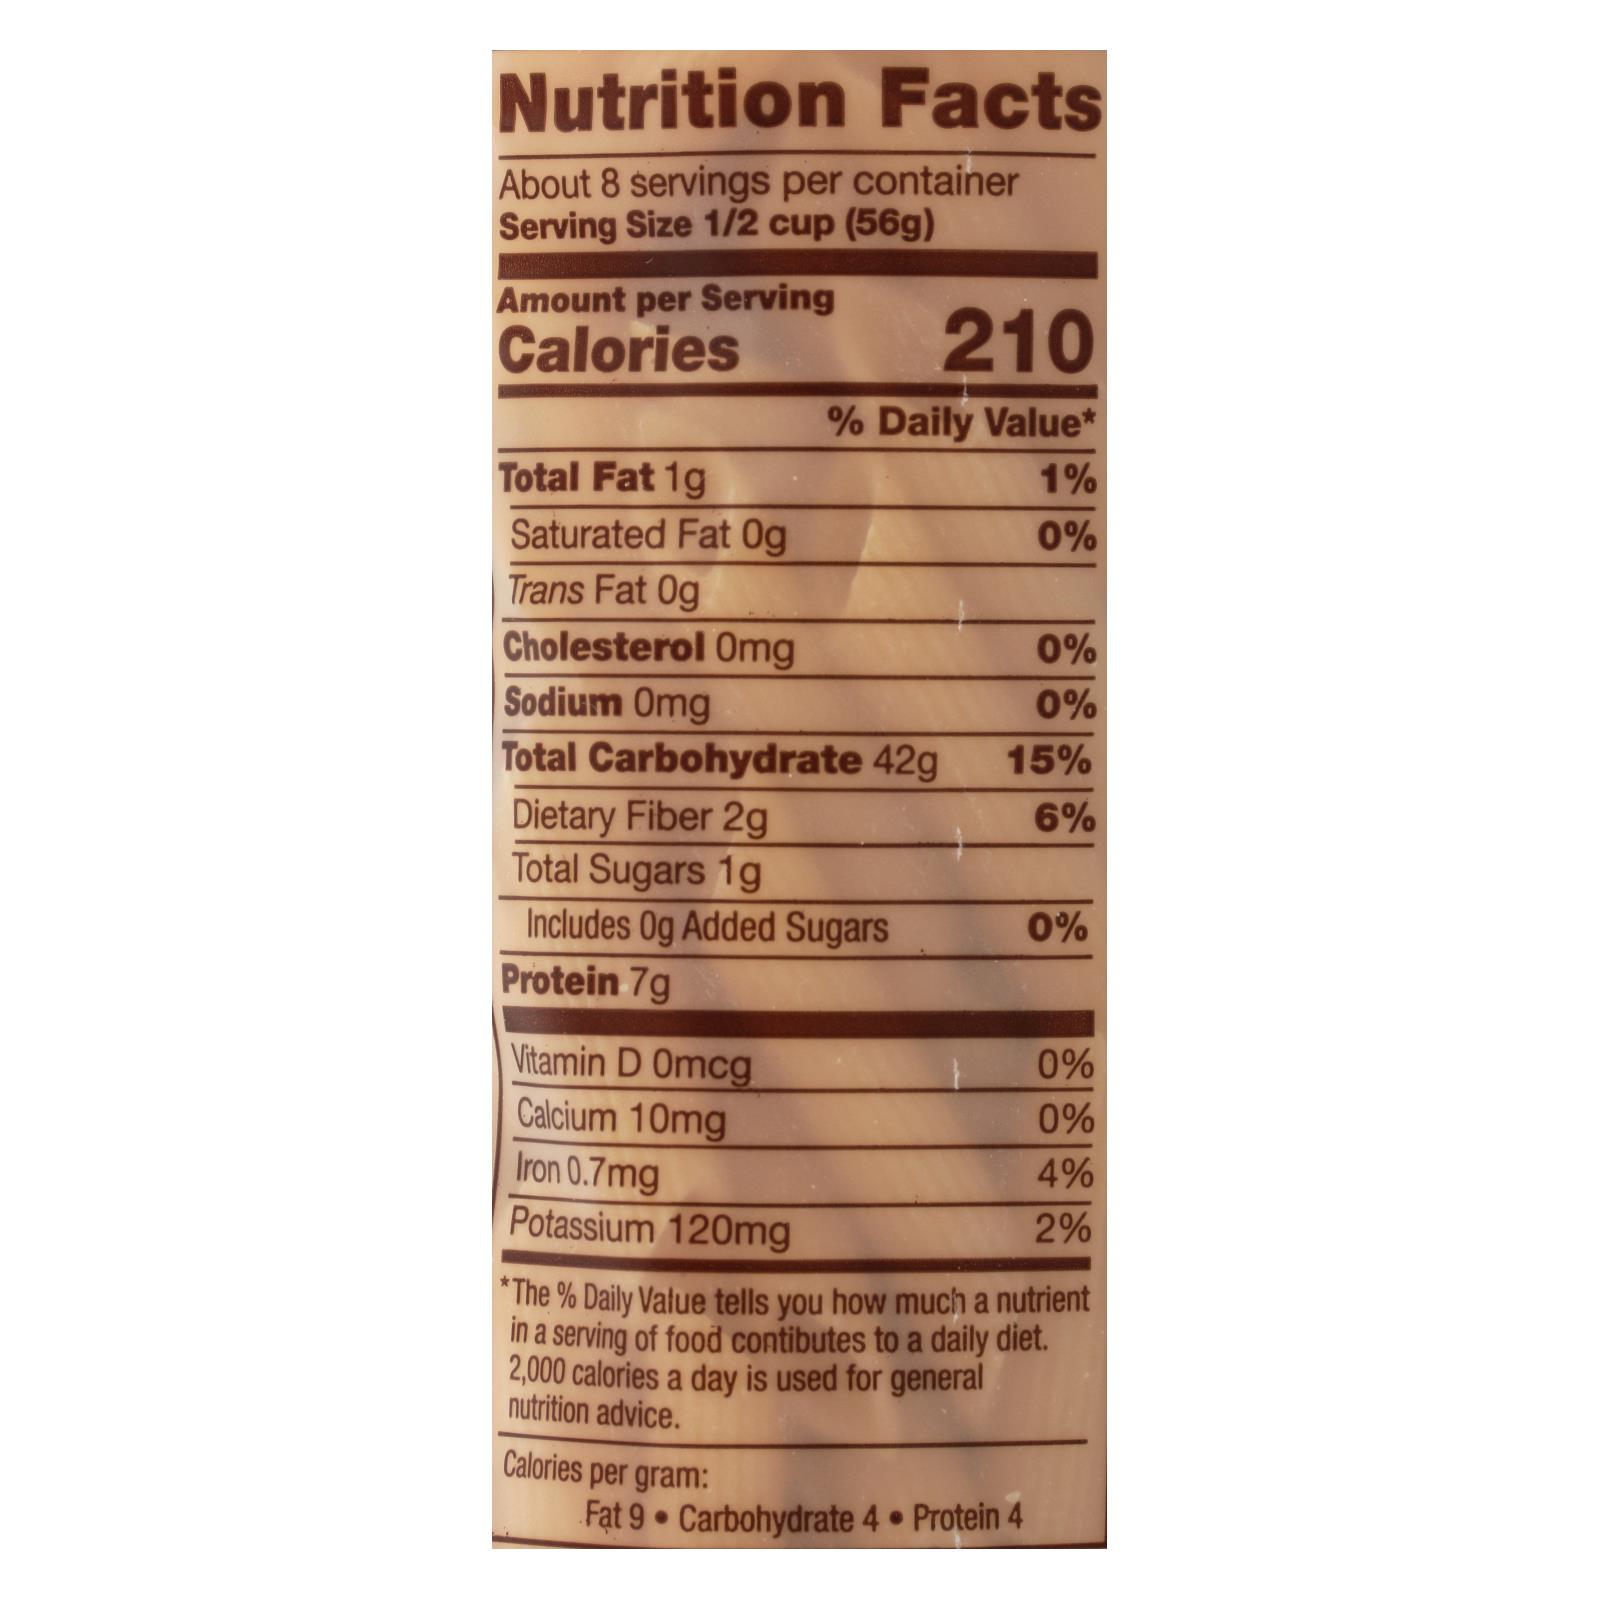 Nutrition Facts
About 8 servings per container
Serving Size 1/2 cup (56g)
Amount per Serving
Calories 210
% Daily Value*
Total Fat 1g 1%
Saturated Fat 0g 0%
Trans Fat 0g
Cholesterol 0mg 0%
Sodium 0mg 0%
Total Carbohydrate 42g 15%
Dietary Fiber 2g 6%
Total Sugars 1g
Includes 0g Added Sugars 0%
Protein 7g
Vitamin D 0mcg 0%
Calcium 10mg 0%
Iron 0.7mg 4%
Potassium 120mg 2%
*The % Daily Value tells you how much a nutrient
in a serving of food contibutes to a daily diet.
2,000 calories a day is used for general
nutrition advice.
Calories per gram:
Fat 9 • Carbohydrate 4 • Protein 4